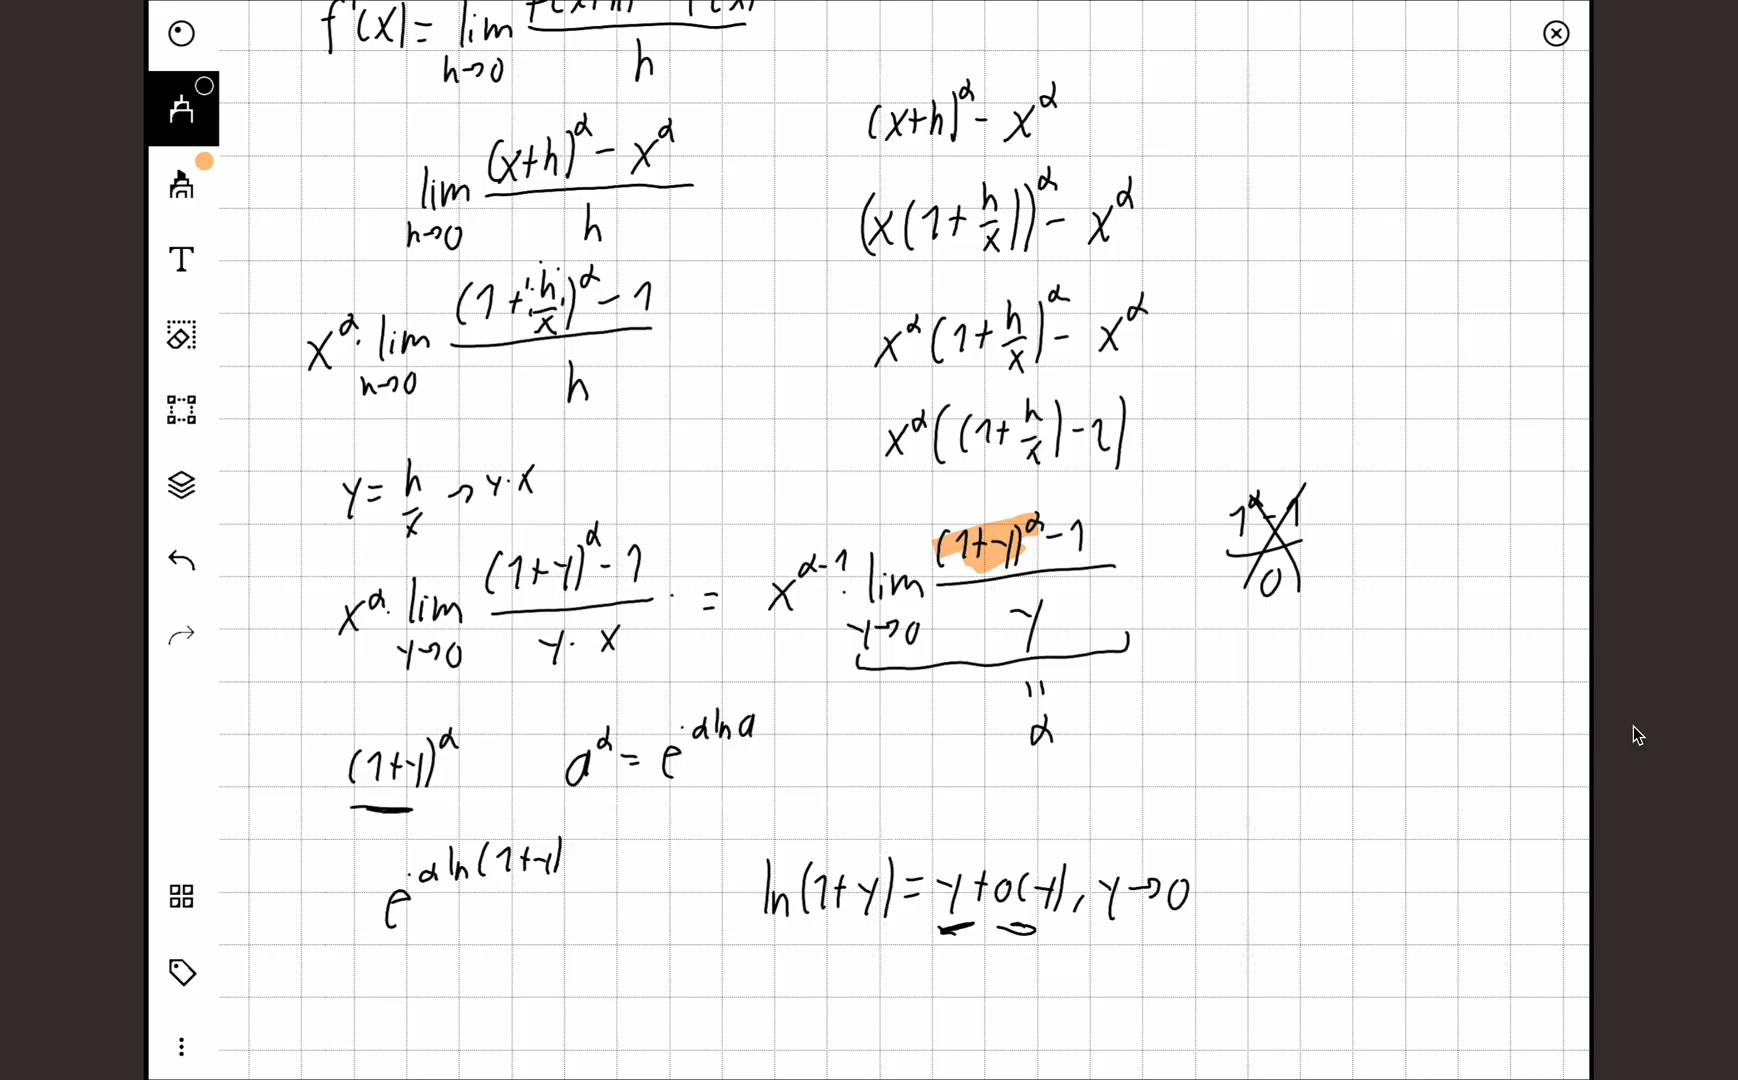 f'(x) = lim h→0 f(x+h) - f(x) / h
lim h→0 (x+h)^α - x^α / h
x^α · lim h→0 (1 + h/x)^α - 1 / h
y = h/x → y·x
x^α · lim y→0 (1+y)^α - 1 / y · x = x^(α-1) · lim y→0 (1+y)^α - 1 / y
= α
(1+y)^α
a^α = e^(α ln a)
e^(α ln(1+y))
ln(1+y) = y + o(y), y→0
(x+h)^α - x^α
(x(1 + h/x))^α - x^α
x^α (1 + h/x)^α - x^α
x^α ((1 + h/x) - 1)
1^α - 1 / 0
T